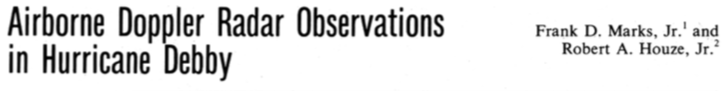 Airborne Doppler Radar Observations
in Hurricane Debby
Frank D. Marks, Jr.¹ and
Robert A. Houze, Jr.²